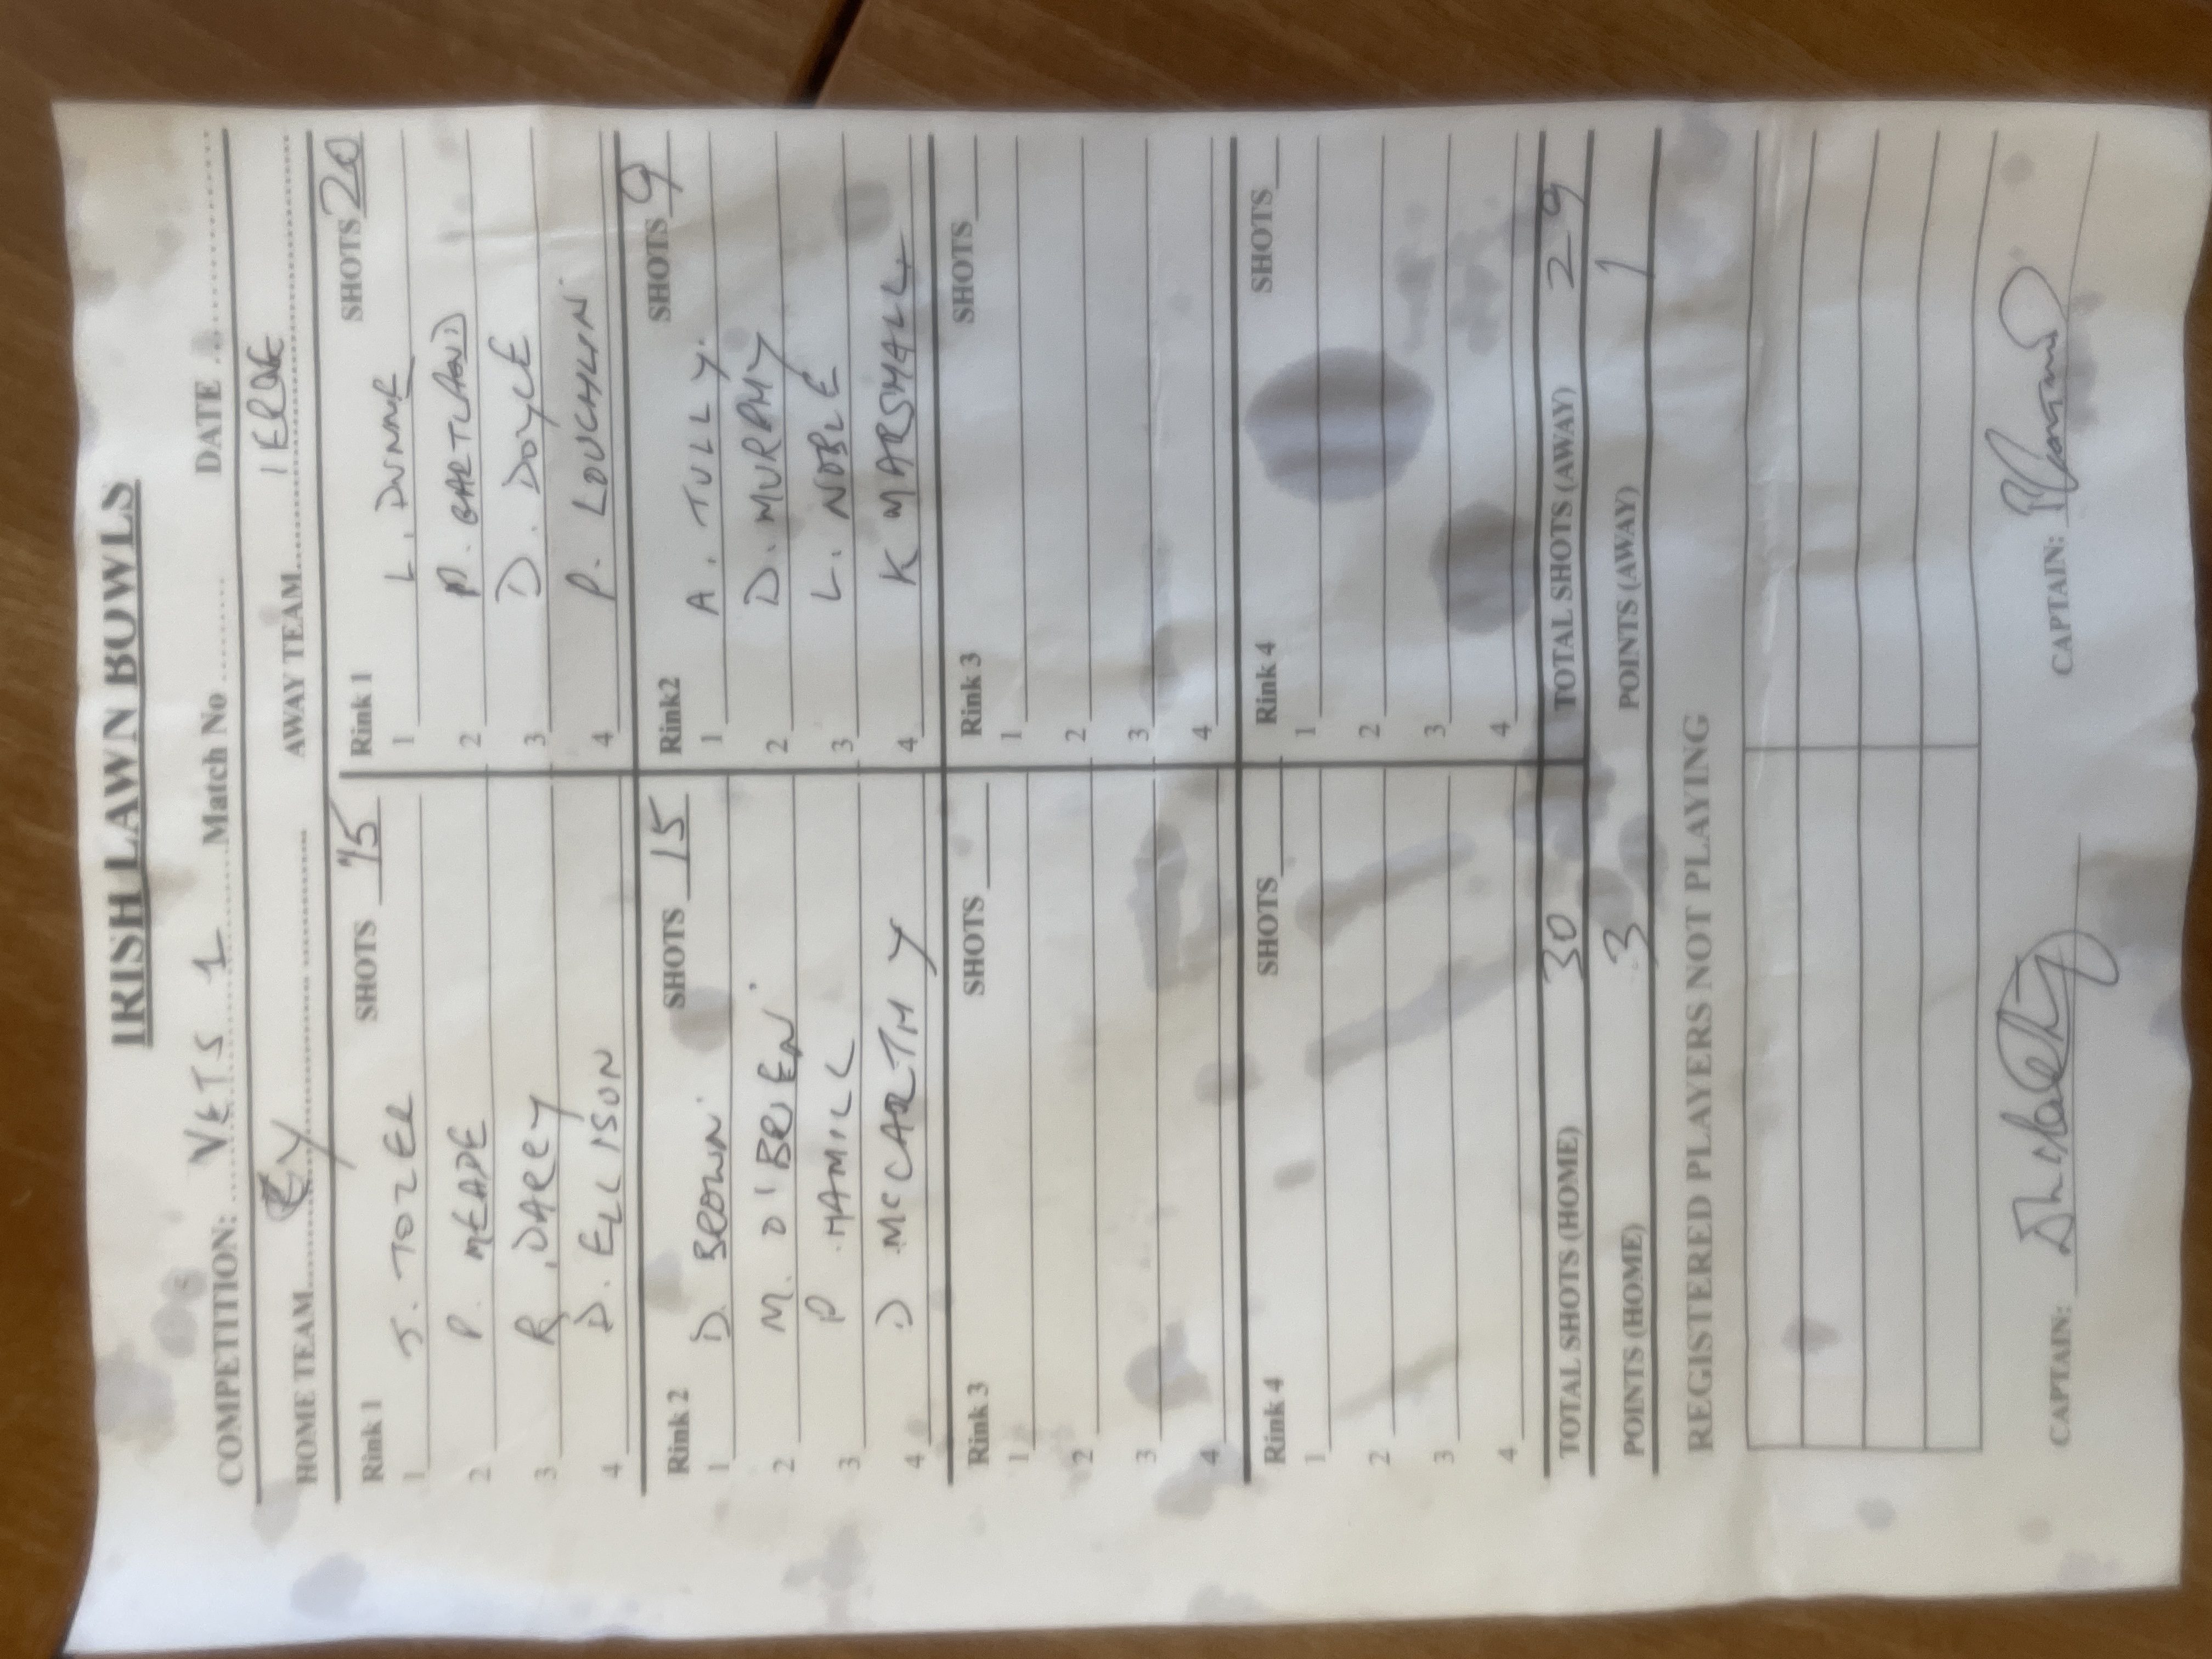 IRISH LAWN BOWLS
COMPETITION: VETS 1 Match No DATE
HOME TEAM AWAY TEAM
Rink 1 SHOTS 15 Rink 1 SHOTS 20
1 J. TOZER 1 L. DUNNE
2 P. MEADE 2 P. GARTLAND
3 R. DARCY 3 D. DOYLE
4 D. ELLISON 4 P. LOUGHLIN
Rink 2 SHOTS 15 Rink2 SHOTS 9
1 D. BROWN 1 A. TULLY
2 M. O'BRIEN 2 D. MURPHY
3 P HAMILL 3 L. NOBLE
4 D McCARTHY 4 K MARSHALL
Rink 3 SHOTS Rink 3 SHOTS
1 1
2 2
3 3
4 4
Rink 4 SHOTS Rink 4 SHOTS
1 1
2 2
3 3
4 4
TOTAL SHOTS (HOME) 30 TOTAL SHOTS (AWAY) 29
POINTS (HOME) 3 POINTS (AWAY) 1
REGISTERED PLAYERS NOT PLAYING
CAPTAIN: CAPTAIN: